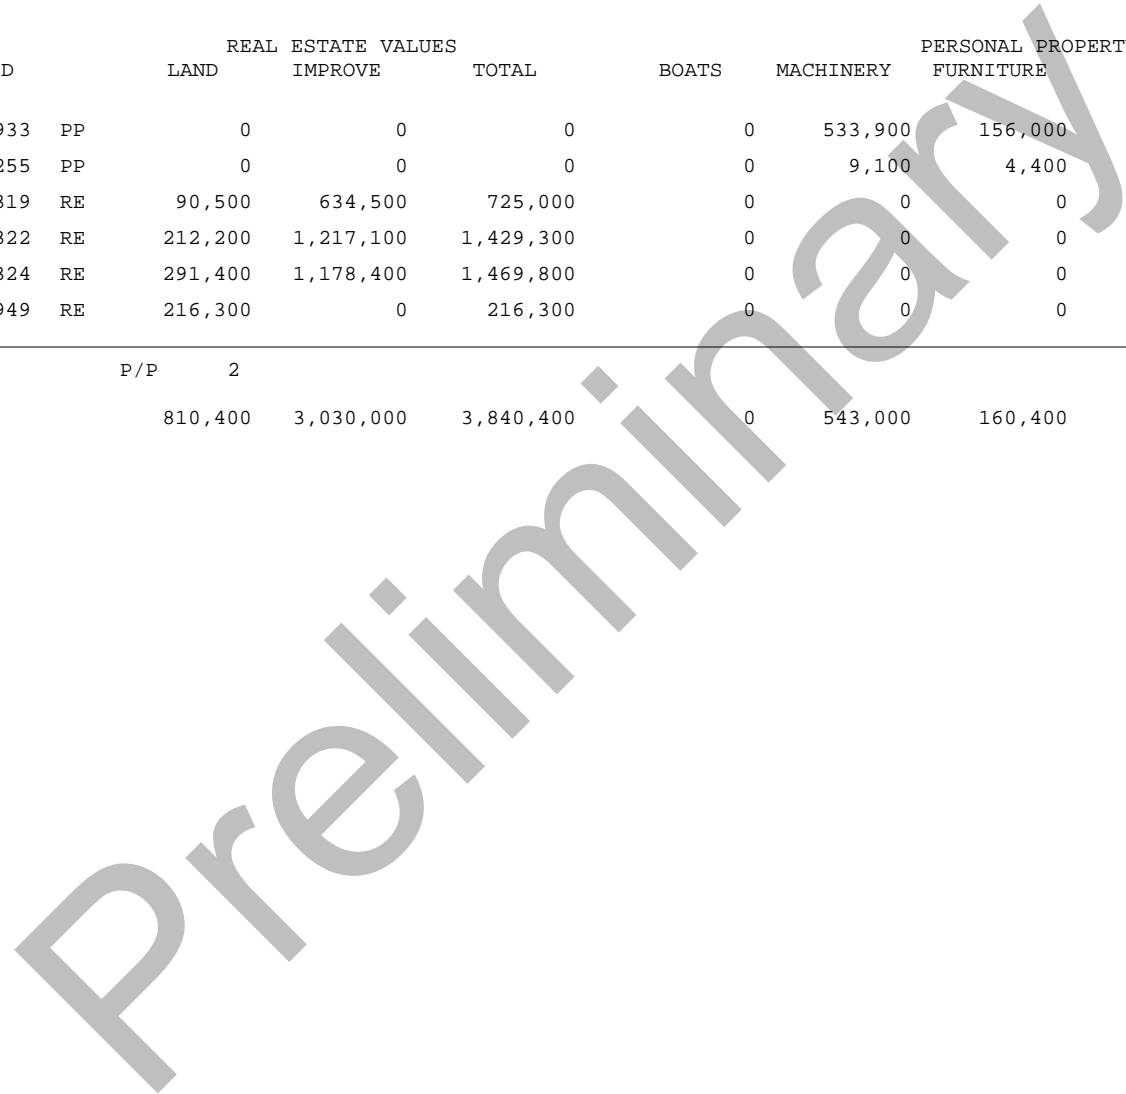 REAL ESTATE VALUES PERSONAL PROPERT
D LAND IMPROVE TOTAL BOATS MACHINERY FURNITURE
933 PP 0 0 0 0 533,900 156,000
255 PP 0 0 0 0 9,100 4,400
819 RE 90,500 634,500 725,000 0 0 0
822 RE 212,200 1,217,100 1,429,300 0 0 0
824 RE 291,400 1,178,400 1,469,800 0 0 0
949 RE 216,300 0 216,300 0 0 0
P/P 2
810,400 3,030,000 3,840,400 0 543,000 160,400
Preliminary